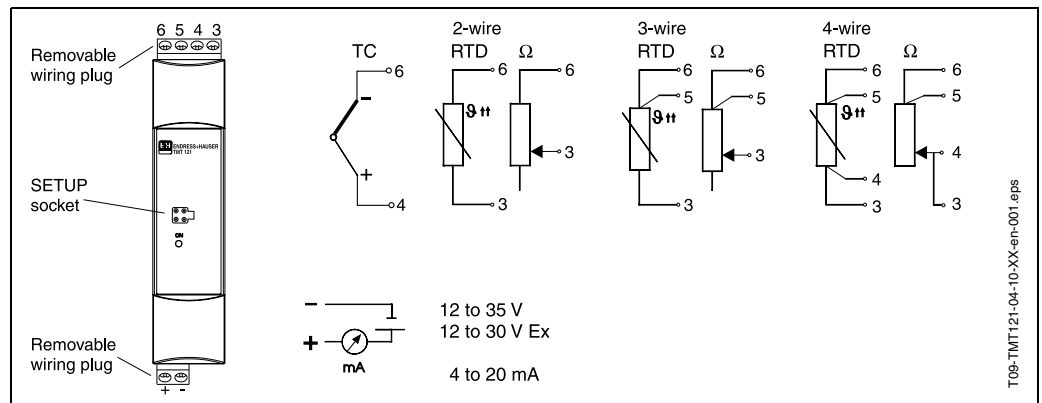 6 5 4 3
Removable
wiring plug
EX ENDRESS+HAUSER
TMT 121
SETUP
socket
ON
Removable
wiring plug
+ -
TC
- 6
+ 4
2-wire
RTD Ω
6
ϑ
3
3
3-wire
RTD Ω
6 6
5 5
ϑ
3
3
4-wire
RTD Ω
6 6
5 5
ϑ
4
4
3 3
-
+
mA
12 to 35 V
12 to 30 V Ex
4 to 20 mA
T09-TMT121-04-10-XX-en-001.eps